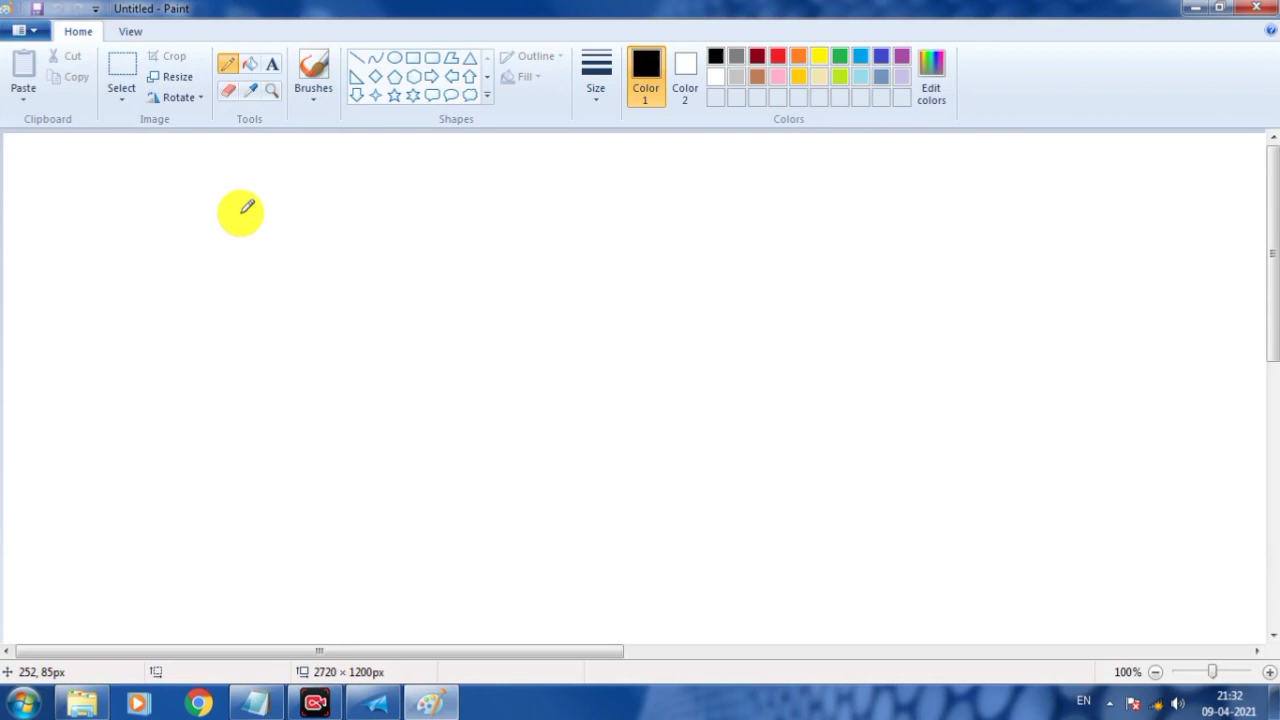 Untitled - Paint
Home View
Paste
Cut
Copy
Clipboard
Select
Crop
Resize
Rotate
Image
A
Tools
Brushes
Outline
Fill
Shapes
Size
Color 1
Color 2
Edit colors
Colors
252, 85px
2720 × 1200px
100%
EN
21:32
09-04-2021